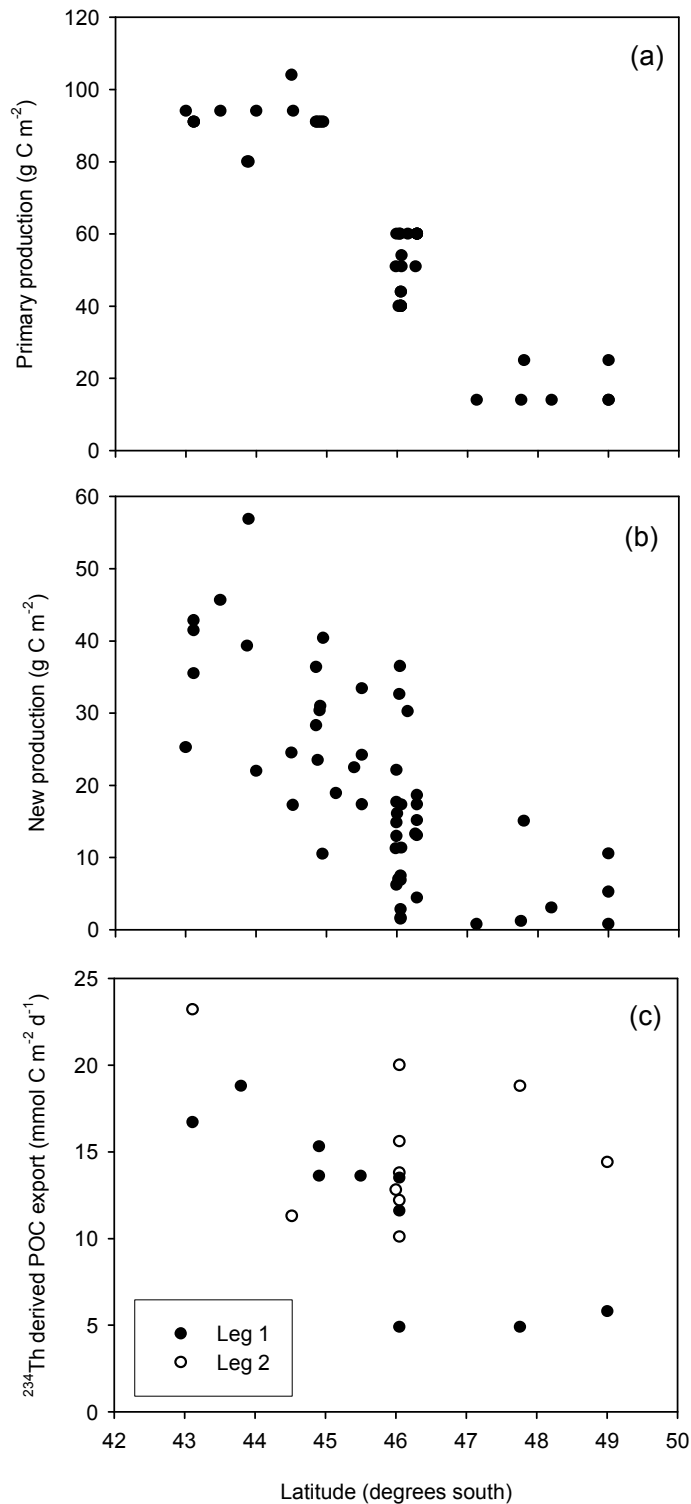 120
100
80
60
40
20
0
Primary production (g C m-2)
(a)
60
50
40
30
20
10
0
New production (g C m-2)
(b)
25
20
15
10
5
0
234Th derived POC export (mmol C m-2 d-1)
(c)
Leg 1
Leg 2
42 43 44 45 46 47 48 49 50
Latitude (degrees south)